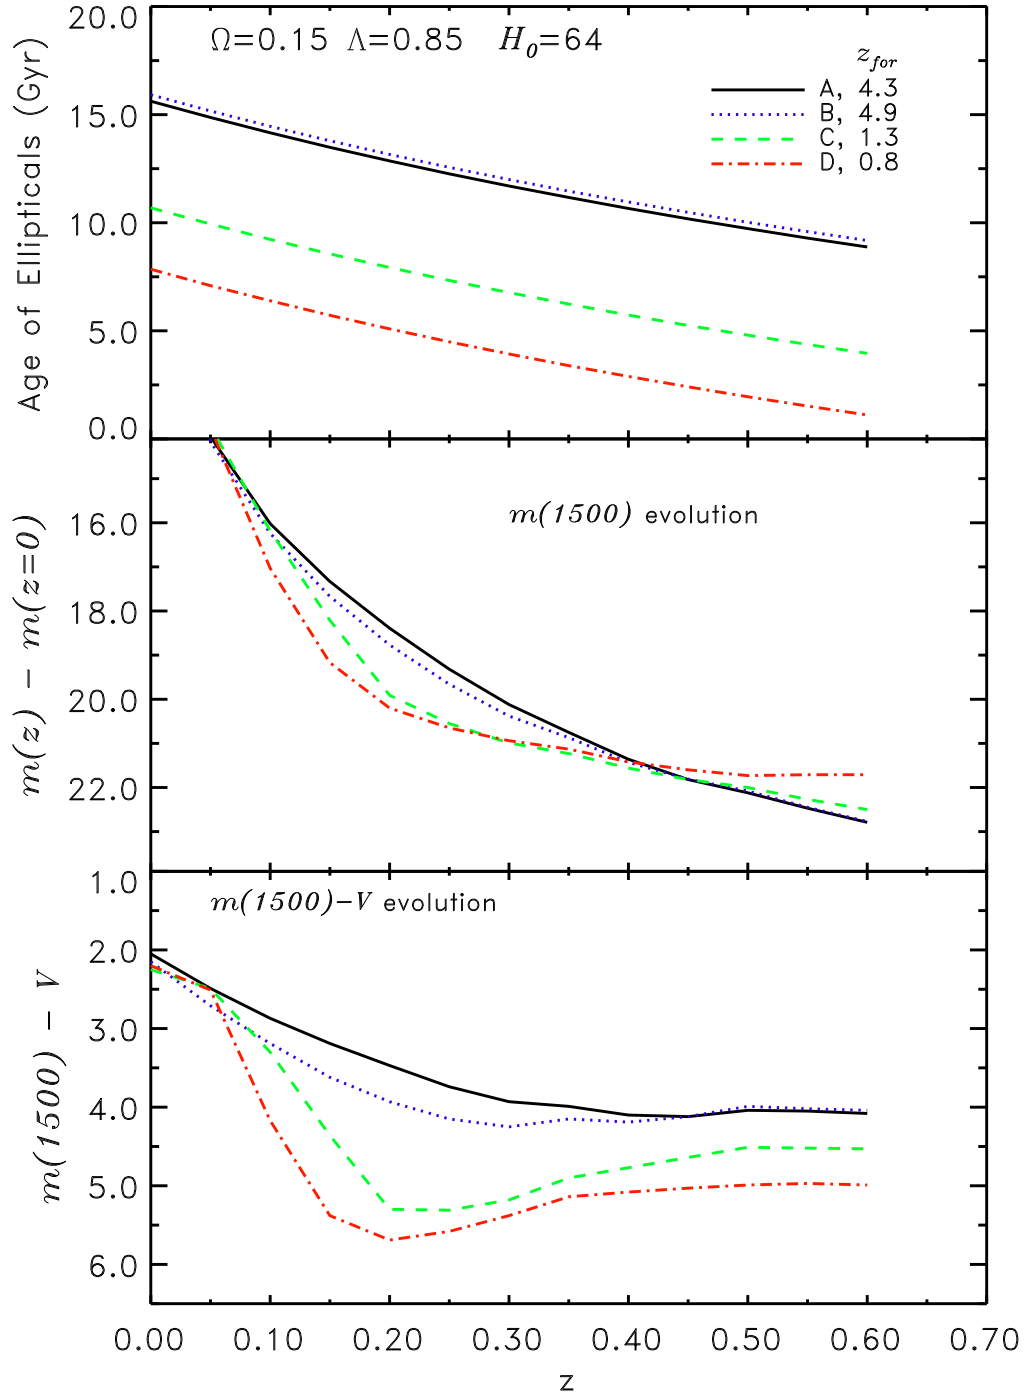 Ω=0.15 Λ=0.85 H₀=64
z_for
A, 4.3
B, 4.9
C, 1.3
D, 0.8
Age of Ellipticals (Gyr)
20.0
15.0
10.0
5.0
0.0
m(1500) evolution
m(z) − m(z=0)
16.0
18.0
20.0
22.0
m(1500)−V evolution
m(1500) − V
1.0
2.0
3.0
4.0
5.0
6.0
0.00 0.10 0.20 0.30 0.40 0.50 0.60 0.70
z